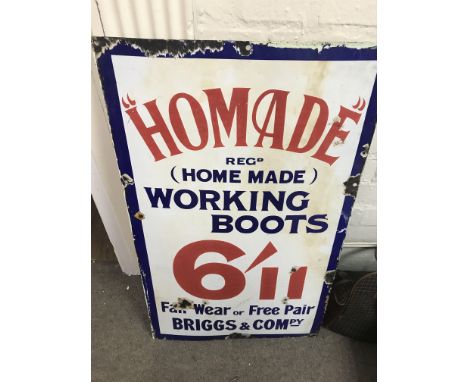 "HOMADE"
REGD
(HOME MADE)
WORKING
BOOTS
6'11
Fair Wear or Free Pair
BRIGGS & COMPY